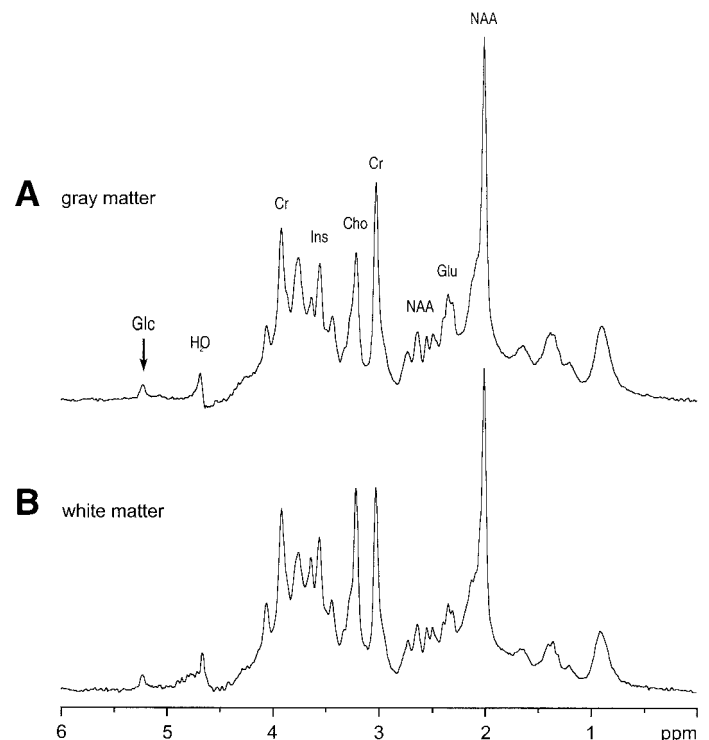 NAA
A gray matter
Cr
Cr
Ins
Cho
Glu
NAA
Glc
H2O
B white matter
6 5 4 3 2 1 ppm